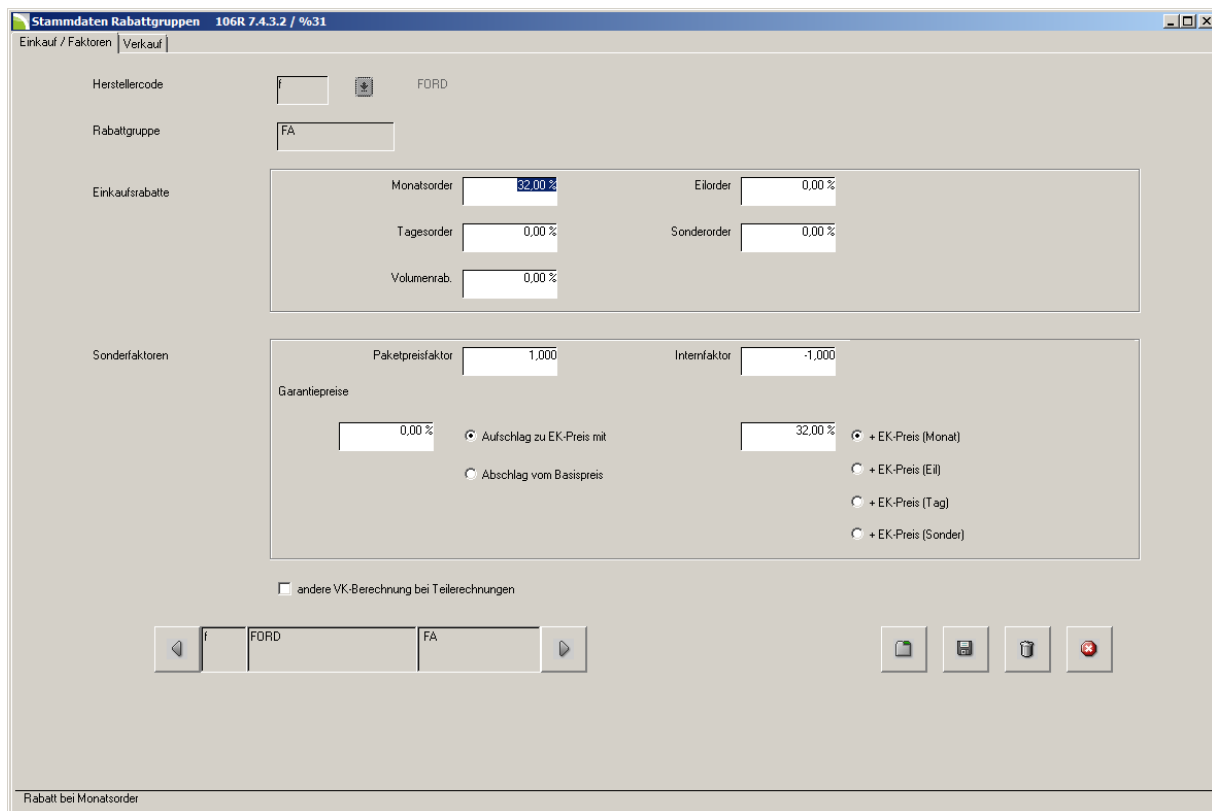 Stammdaten Rabattgruppen 106R 7.4.3.2 / %31
Einkauf / Faktoren Verkauf
Herstellercode f FORD
Rabattgruppe FA
Einkaufsrabatte
Monatsorder 32,00 % Eilorder 0,00 %
Tagesorder 0,00 % Sonderorder 0,00 %
Volumenrab. 0,00 %
Sonderfaktoren
Paketpreisfaktor 1,000 Internfaktor -1,000
Garantiepreise
0,00 % Aufschlag zu EK-Preis mit 32,00 % + EK-Preis (Monat)
Abschlag vom Basispreis + EK-Preis (Eil)
+ EK-Preis (Tag)
+ EK-Preis (Sonder)
andere VK-Berechnung bei Teilerechnungen
f FORD FA
Rabatt bei Monatsorder